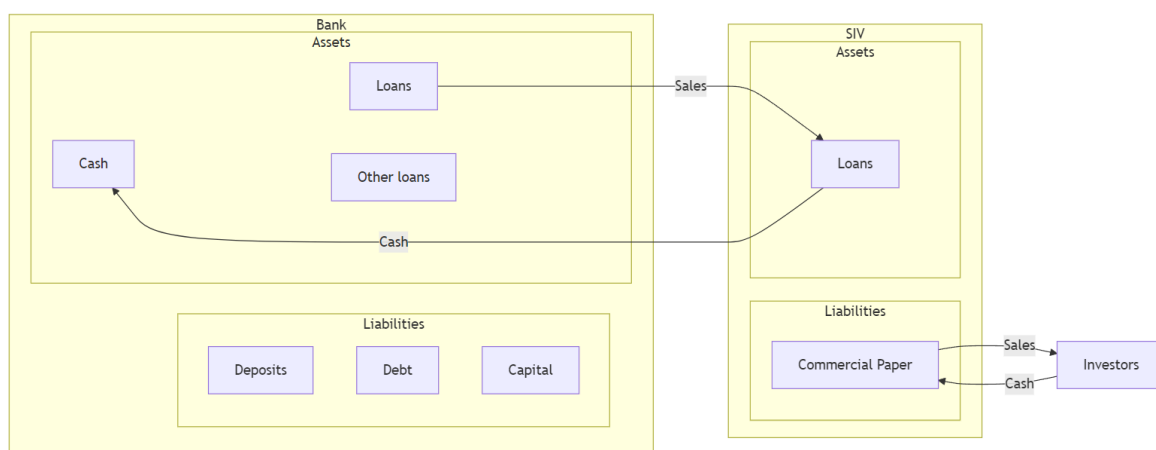 Bank
Assets
Loans
Sales
Cash
Other loans
Cash
Liabilities
Deposits
Debt
Capital
SIV
Assets
Loans
Liabilities
Commercial Paper
Sales
Cash
Investors